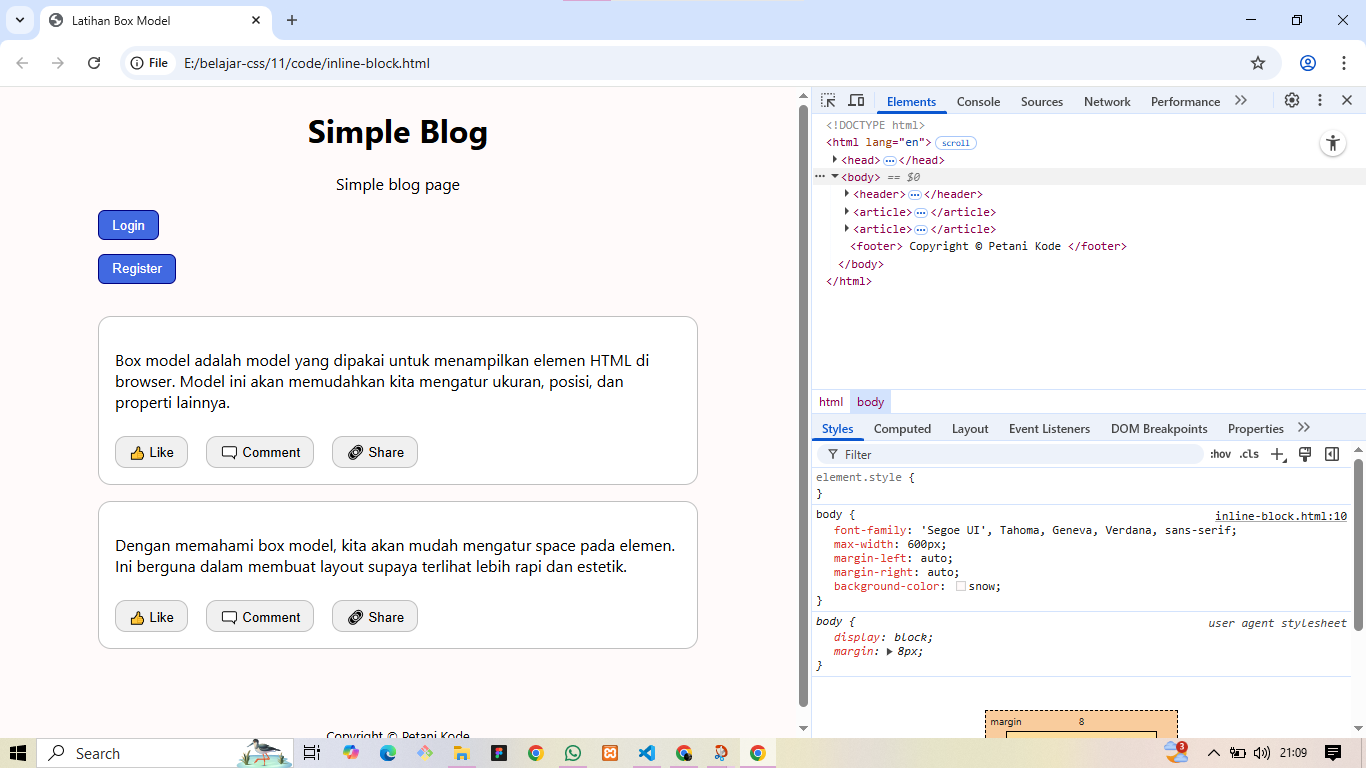 Latihan Box Model
File
E:/belajar-css/11/code/inline-block.html
Simple Blog
Simple blog page
Login
Register
Box model adalah model yang dipakai untuk menampilkan elemen HTML di
browser. Model ini akan memudahkan kita mengatur ukuran, posisi, dan
properti lainnya.
👍 Like
🗨 Comment
🔗 Share
Dengan memahami box model, kita akan mudah mengatur space pada elemen.
Ini berguna dalam membuat layout supaya terlihat lebih rapi dan estetik.
👍 Like
🗨 Comment
🔗 Share
Copyright © Petani Kode
Elements Console Sources Network Performance
<!DOCTYPE html>
<html lang="en"> scroll
<head> … </head>
<body> == $0
<header> … </header>
<article> … </article>
<article> … </article>
<footer> Copyright © Petani Kode </footer>
</body>
</html>
html body
Styles Computed Layout Event Listeners DOM Breakpoints Properties
Filter
:hov .cls
element.style {
}
body { inline-block.html:10
font-family: 'Segoe UI', Tahoma, Geneva, Verdana, sans-serif;
max-width: 600px;
margin-left: auto;
margin-right: auto;
background-color: snow;
}
body { user agent stylesheet
display: block;
margin: 8px;
}
margin 8
Search
3
21:09